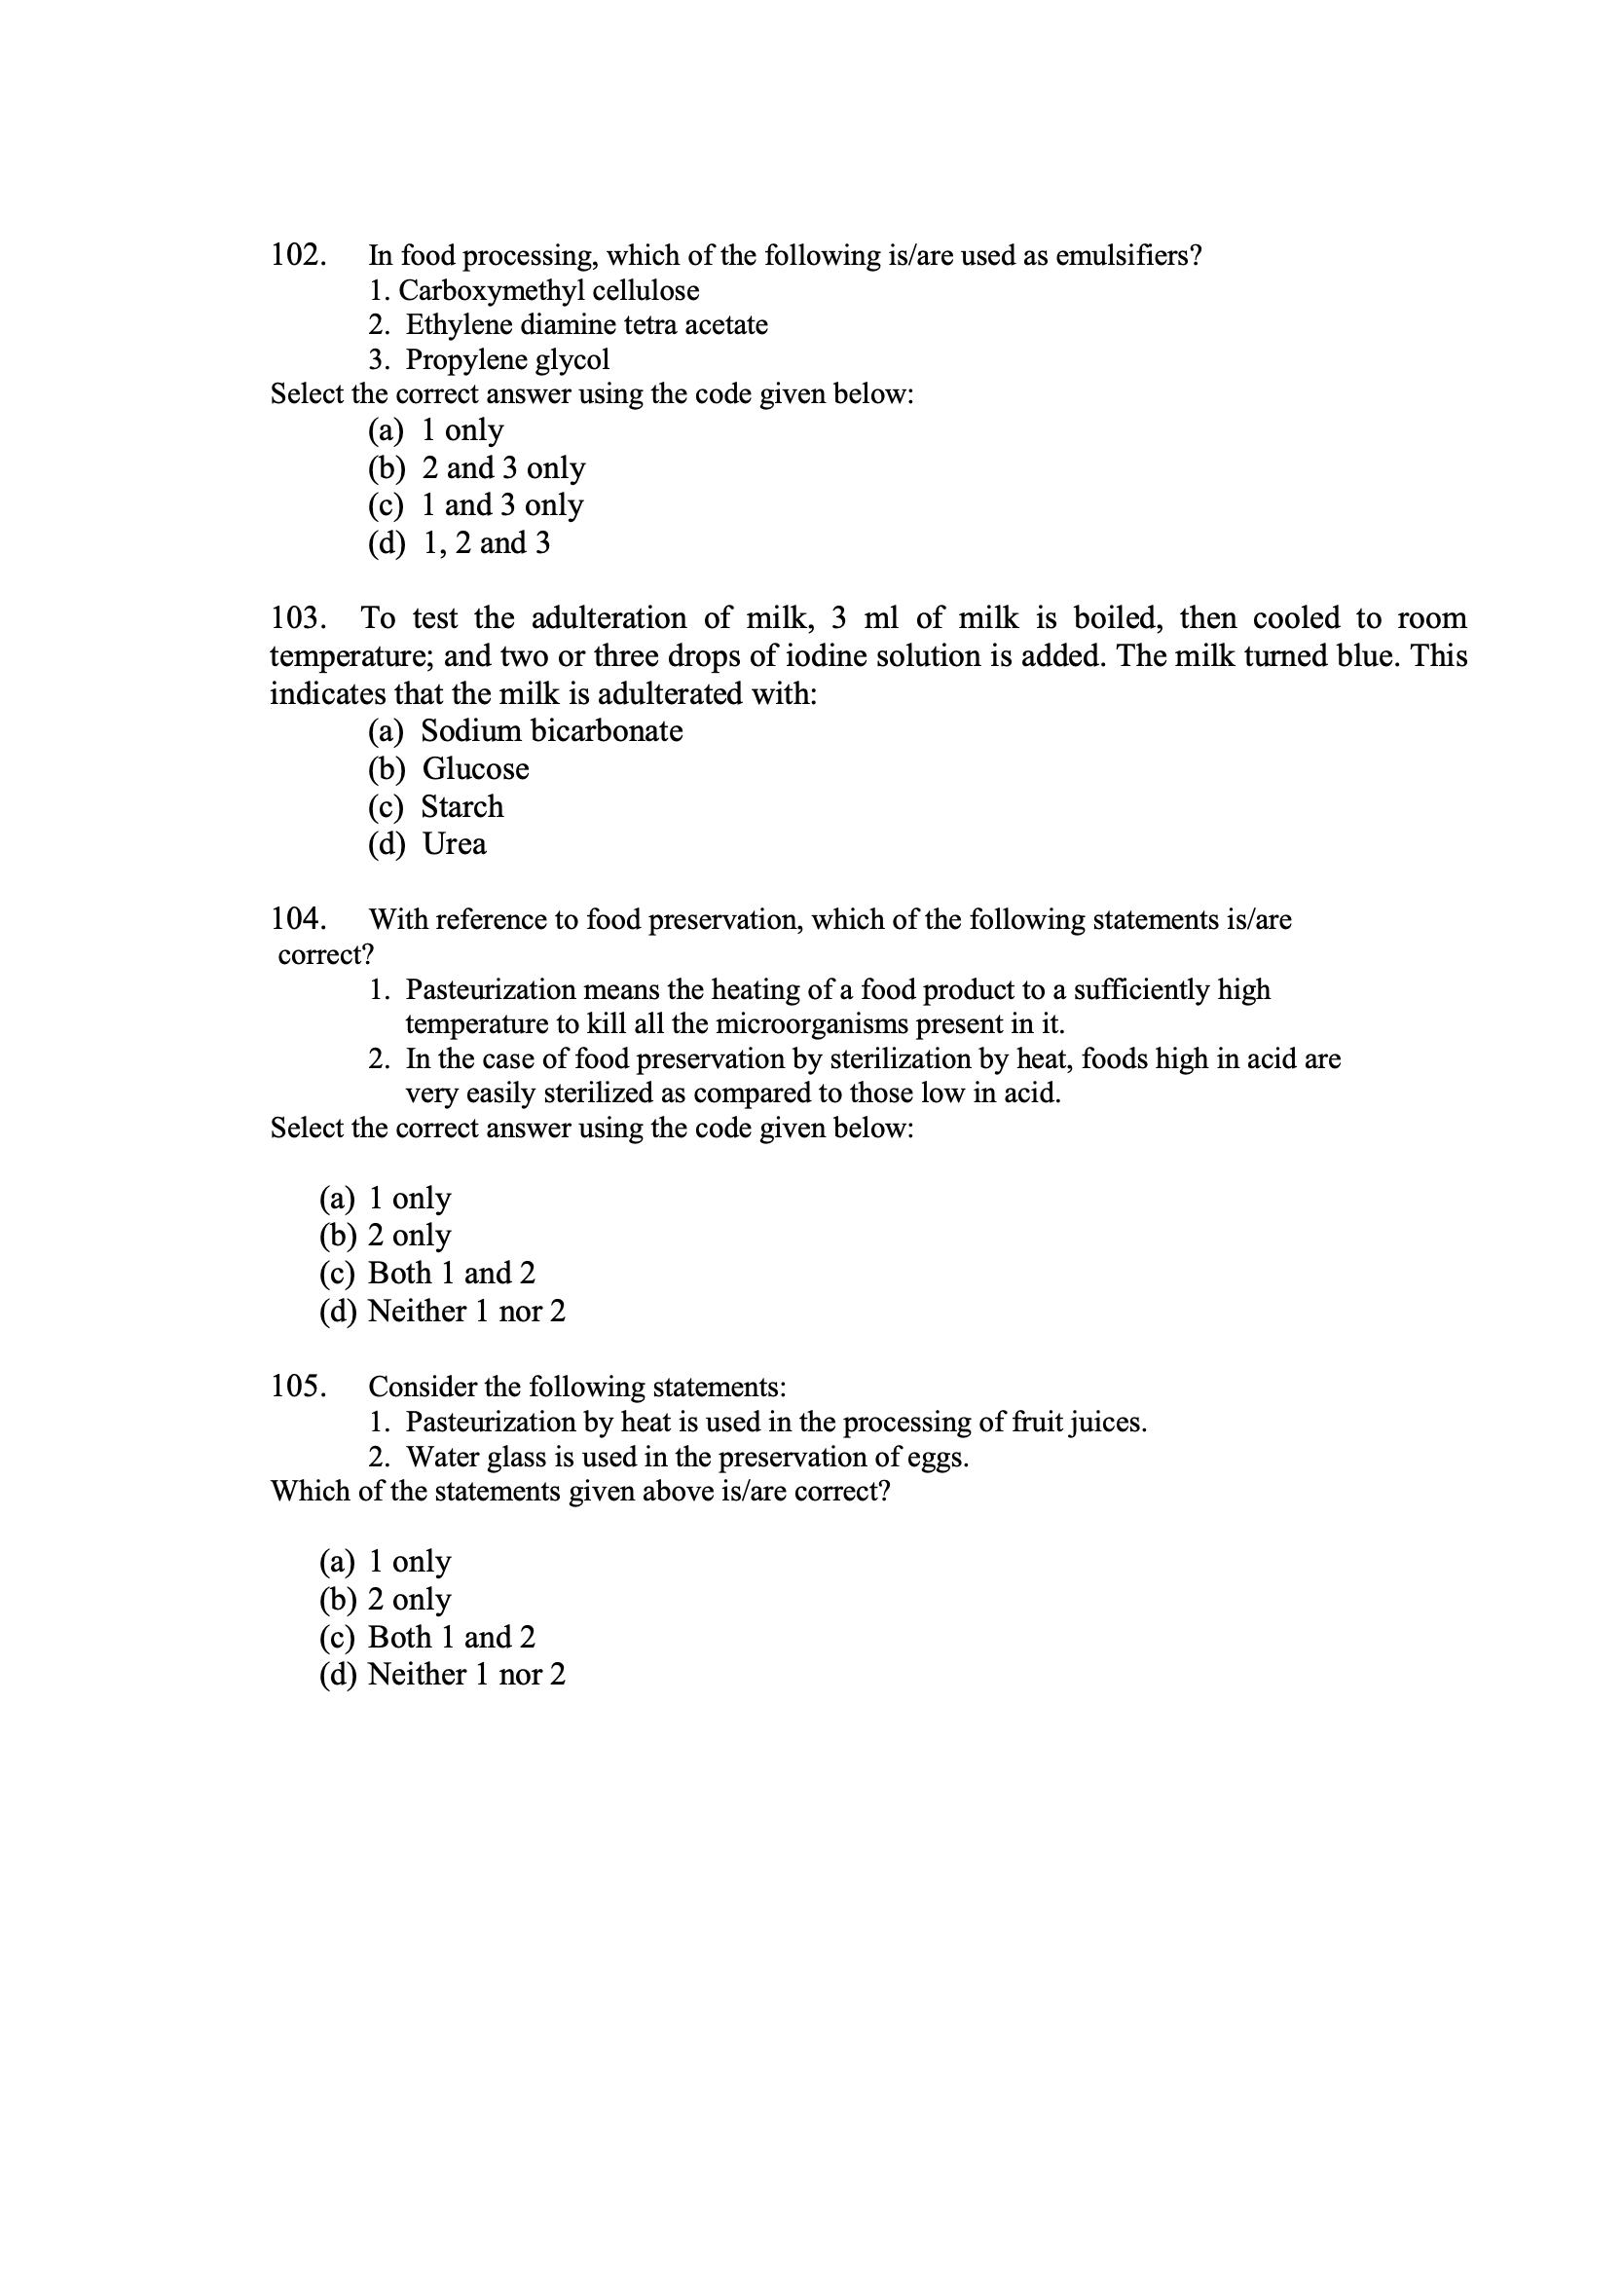 102. In food processing, which of the following is/are used as emulsifiers?
1. Carboxymethyl cellulose
2. Ethylene diamine tetra acetate
3. Propylene glycol
Select the correct answer using the code given below:
(a) 1 only
(b) 2 and 3 only
(c) 1 and 3 only
(d) 1, 2 and 3
103. To test the adulteration of milk, 3 ml of milk is boiled, then cooled to room
temperature; and two or three drops of iodine solution is added. The milk turned blue. This
indicates that the milk is adulterated with:
(a) Sodium bicarbonate
(b) Glucose
(c) Starch
(d) Urea
104. With reference to food preservation, which of the following statements is/are
correct?
1. Pasteurization means the heating of a food product to a sufficiently high
temperature to kill all the microorganisms present in it.
2. In the case of food preservation by sterilization by heat, foods high in acid are
very easily sterilized as compared to those low in acid.
Select the correct answer using the code given below:
(a) 1 only
(b) 2 only
(c) Both 1 and 2
(d) Neither 1 nor 2
105. Consider the following statements:
1. Pasteurization by heat is used in the processing of fruit juices.
2. Water glass is used in the preservation of eggs.
Which of the statements given above is/are correct?
(a) 1 only
(b) 2 only
(c) Both 1 and 2
(d) Neither 1 nor 2